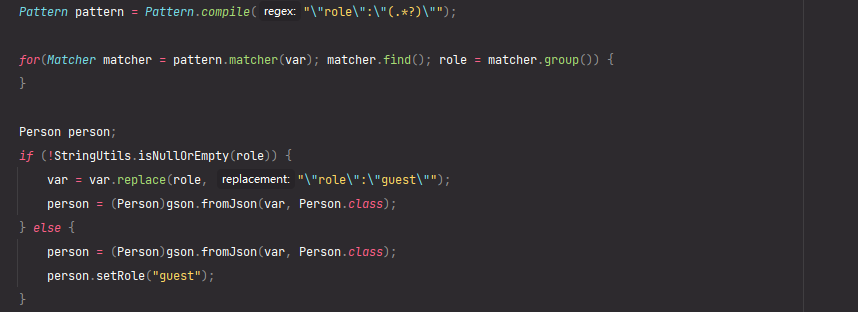 Pattern pattern = Pattern.compile( regex: "\"role\":\"(.*?)\"");
for(Matcher matcher = pattern.matcher(var); matcher.find(); role = matcher.group()) {
}
Person person;
if (!StringUtils.isNullOrEmpty(role)) {
    var = var.replace(role, replacement: "\"role\":\"guest\"");
    person = (Person)gson.fromJson(var, Person.class);
} else {
    person = (Person)gson.fromJson(var, Person.class);
    person.setRole("guest");
}